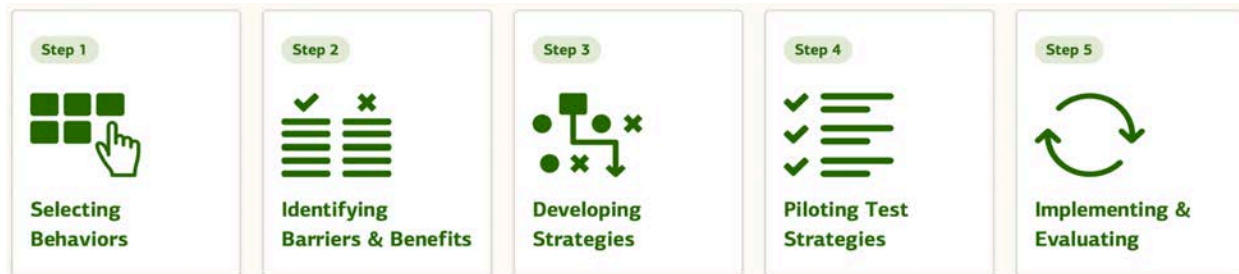 Step 1
Selecting
Behaviors
Step 2
Identifying
Barriers & Benefits
Step 3
Developing
Strategies
Step 4
Piloting Test
Strategies
Step 5
Implementing &
Evaluating